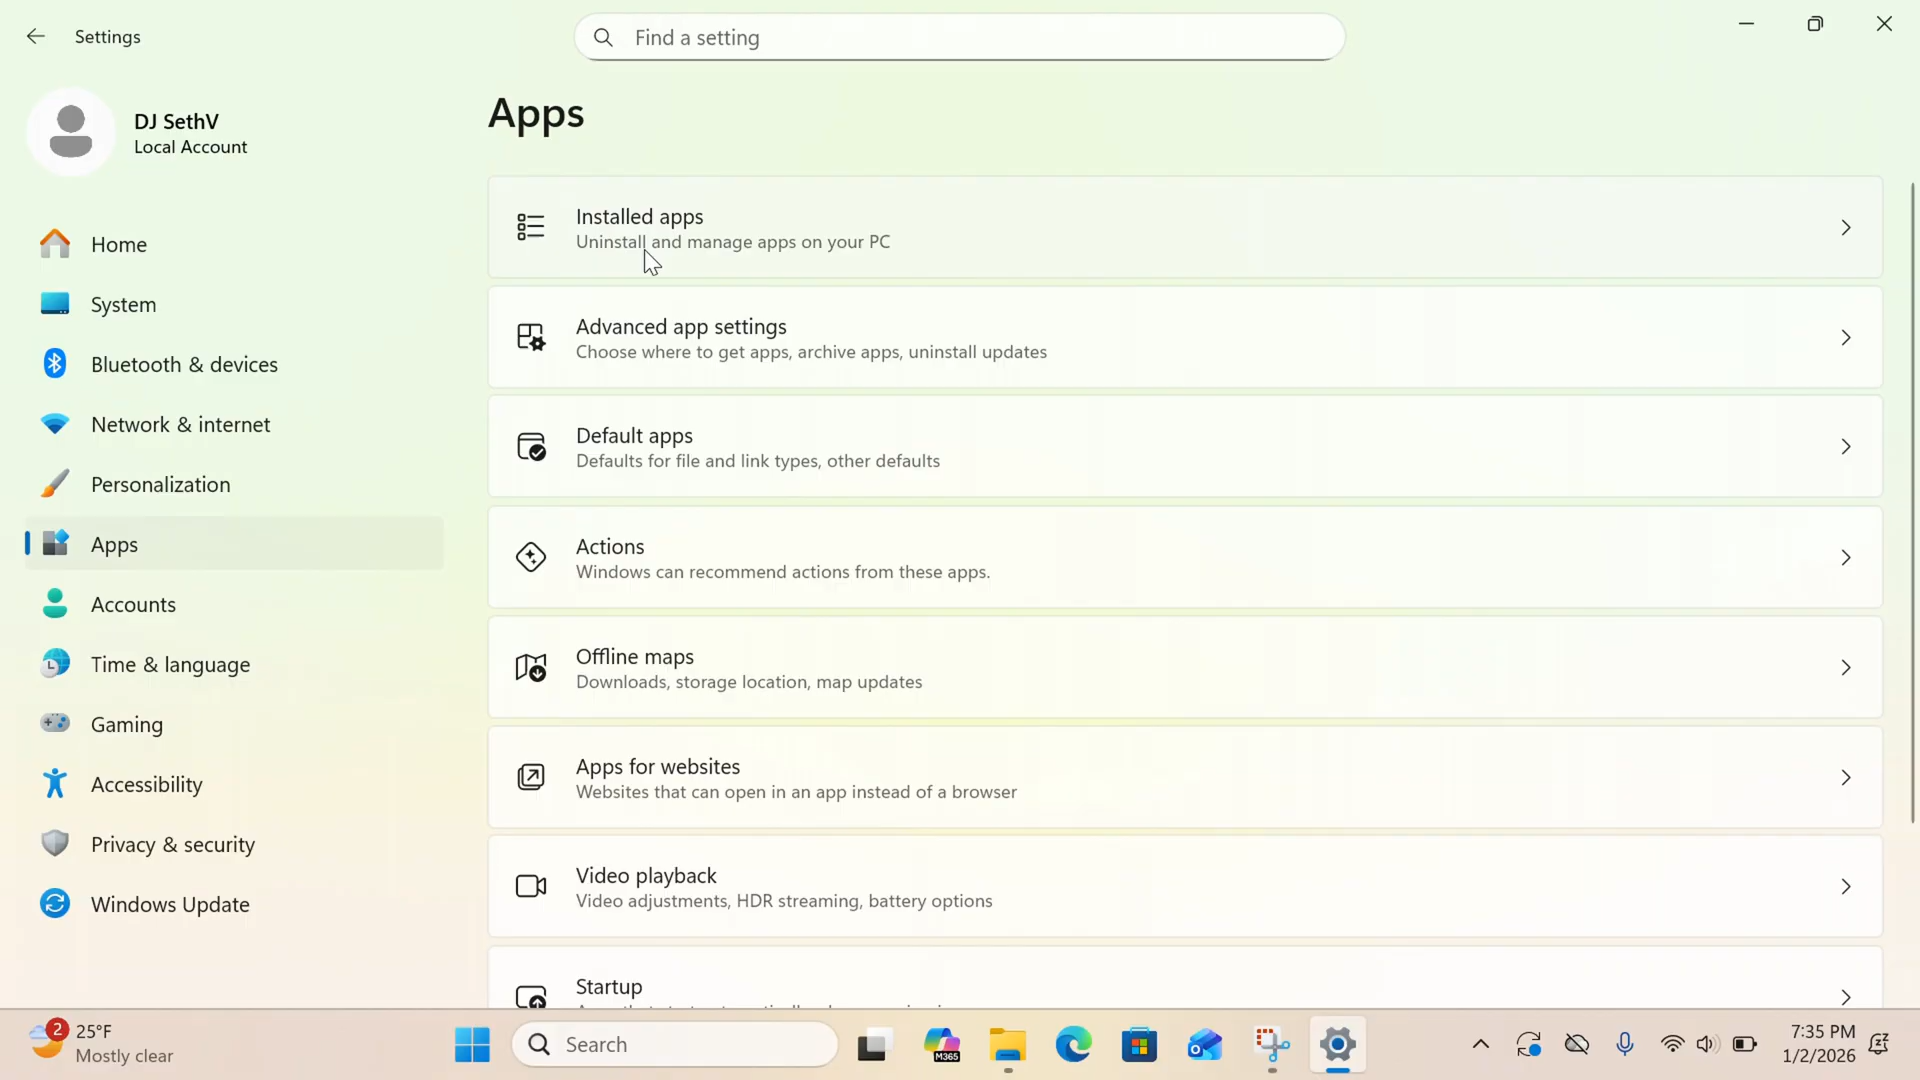 Settings
Find a setting
DJ SethV
Local Account
Home
System
Bluetooth & devices
Network & internet
Personalization
Apps
Accounts
Time & language
Gaming
Accessibility
Privacy & security
Windows Update
Apps
Installed apps
Uninstall and manage apps on your PC
Advanced app settings
Choose where to get apps, archive apps, uninstall updates
Default apps
Defaults for file and link types, other defaults
Actions
Windows can recommend actions from these apps.
Offline maps
Downloads, storage location, map updates
Apps for websites
Websites that can open in an app instead of a browser
Video playback
Video adjustments, HDR streaming, battery options
Startup
2
25°F
Mostly clear
Search
M365
7:35 PM
1/2/2026